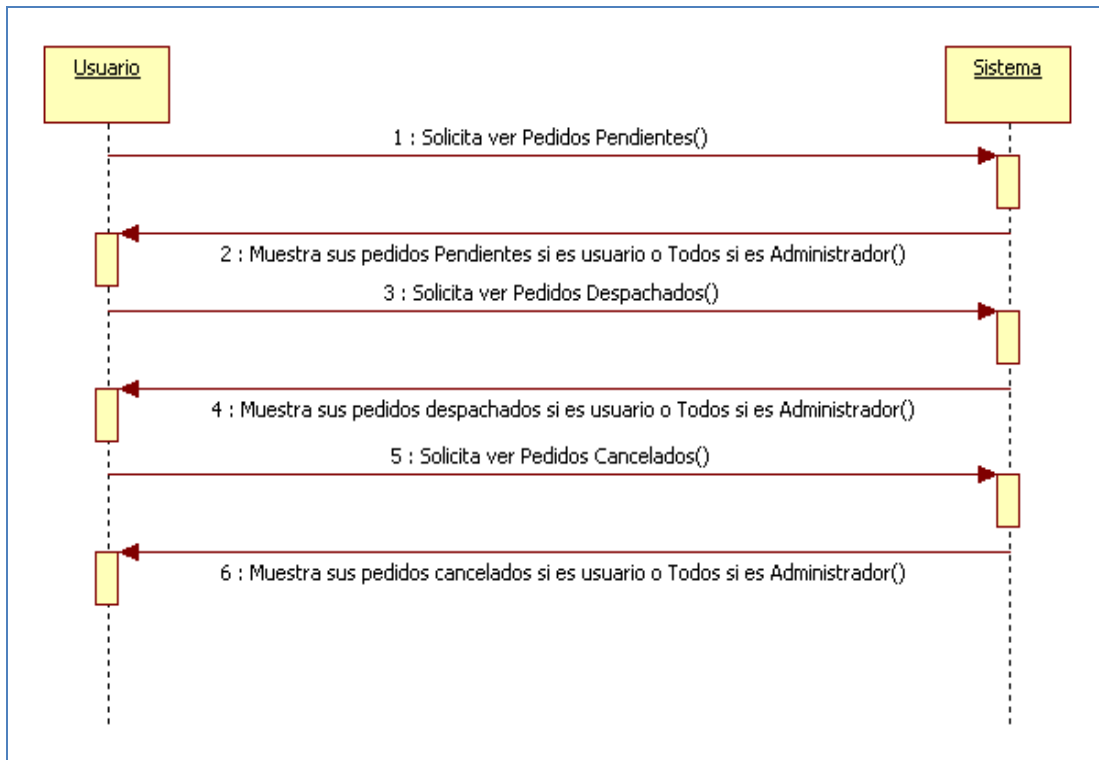 Usuario
Sistema
1 : Solicita ver Pedidos Pendientes()
2 : Muestra sus pedidos Pendientes si es usuario o Todos si es Administrador()
3 : Solicita ver Pedidos Despachados()
4 : Muestra sus pedidos despachados si es usuario o Todos si es Administrador()
5 : Solicita ver Pedidos Cancelados()
6 : Muestra sus pedidos cancelados si es usuario o Todos si es Administrador()